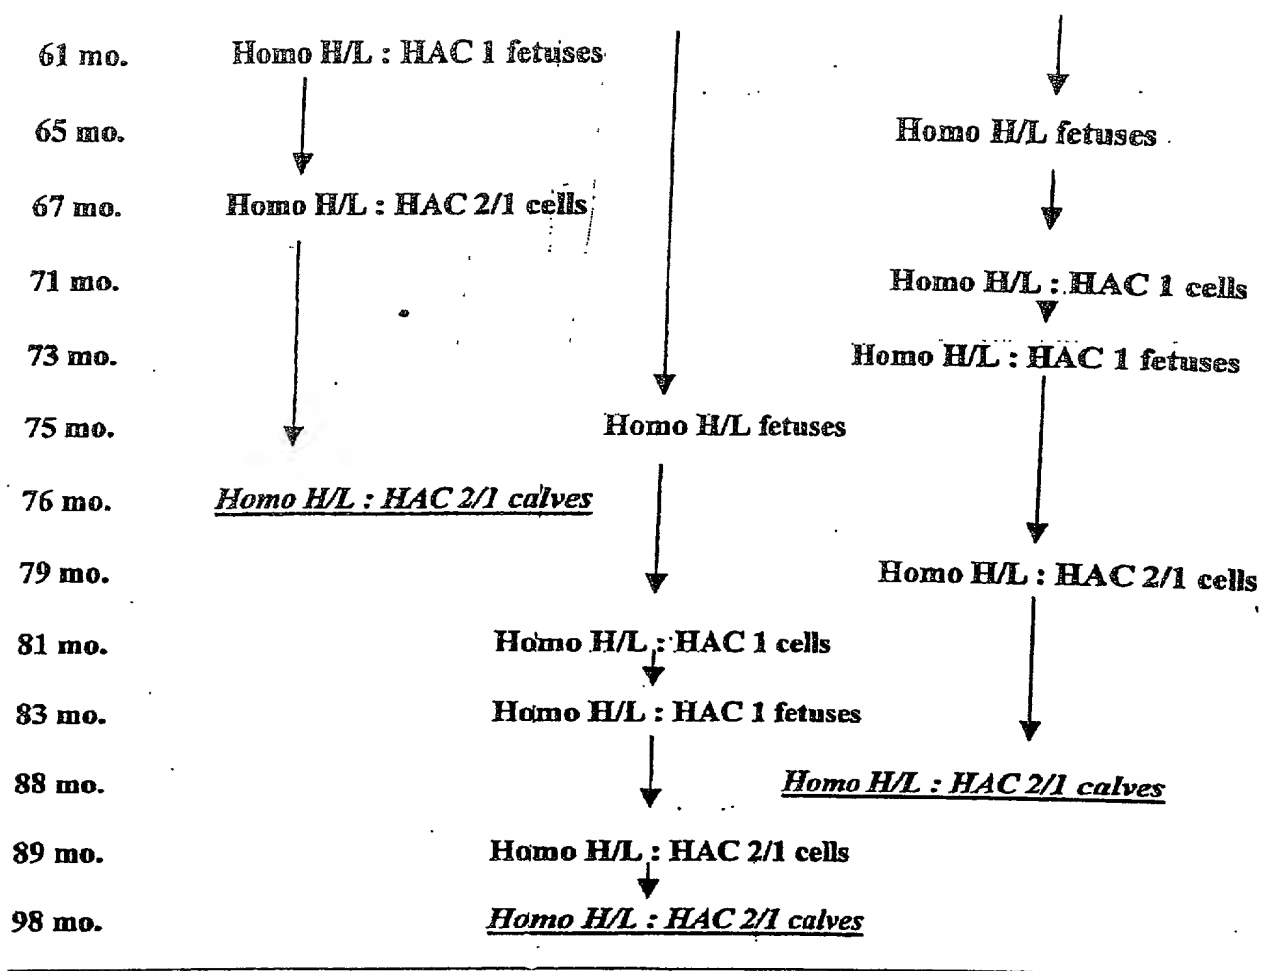 61 mo. Homo H/L : HAC 1 fetuses
65 mo. Homo H/L fetuses
67 mo. Homo H/L : HAC 2/1 cells
71 mo. Homo H/L : HAC 1 cells
73 mo. Homo H/L : HAC 1 fetuses
75 mo. Homo H/L fetuses
76 mo. Homo H/L : HAC 2/1 calves
79 mo. Homo H/L : HAC 2/1 cells
81 mo. Homo H/L : HAC 1 cells
83 mo. Homo H/L : HAC 1 fetuses
88 mo. Homo H/L : HAC 2/1 calves
89 mo. Homo H/L : HAC 2/1 cells
98 mo. Homo H/L : HAC 2/1 calves